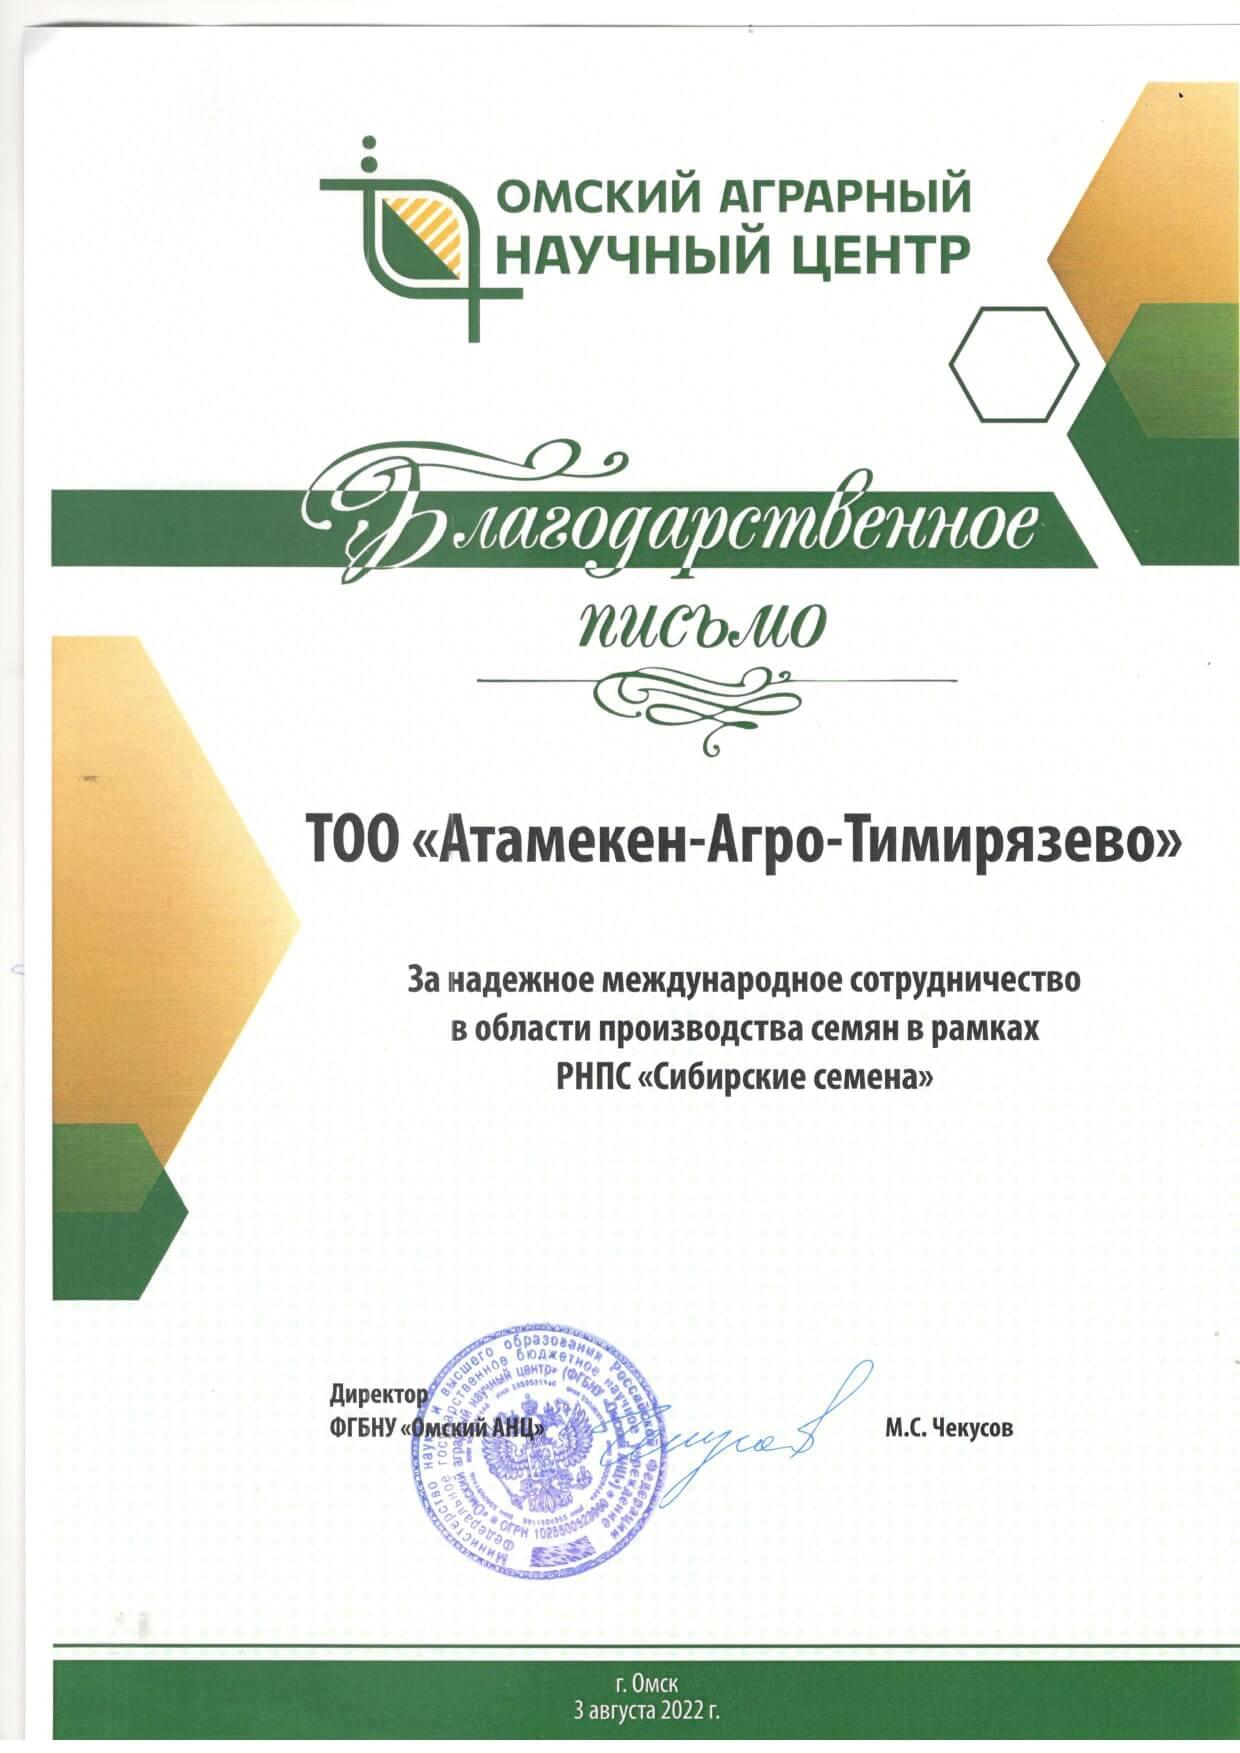 ОМСКИЙ АГРАРНЫЙ
НАУЧНЫЙ ЦЕНТР
Благодарственное
письмо
ТОО «Атамекен-Агро-Тимирязево»
За надежное международное сотрудничество
в области производства семян в рамках
РНПС «Сибирские семена»
Директор
ФГБНУ «Омский АНЦ»
М.С. Чекусов
Министерство науки и высшего образования Российской Федерации
Федеральное государственное бюджетное научное учреждение
«Омский аграрный научный центр» (ФГБНУ «Омский АНЦ»)
ОГРН
г. Омск
3 августа 2022 г.